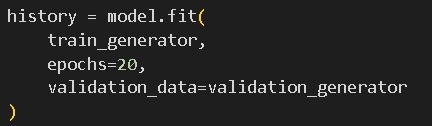 history = model.fit(
    train_generator,
    epochs=20,
    validation_data=validation_generator
)